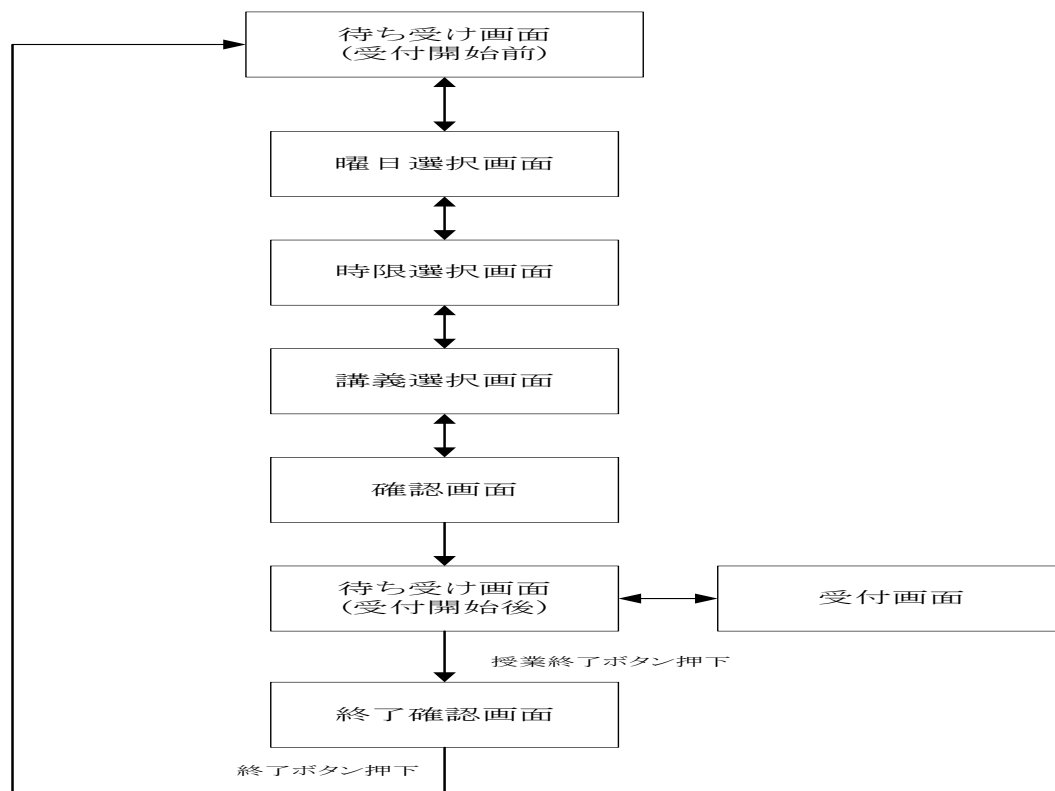 待ち受け画面
(受付開始前)
曜日選択画面
時限選択画面
講義選択画面
確認画面
待ち受け画面
(受付開始後)
受付画面
授業終了ボタン押下
終了確認画面
終了ボタン押下